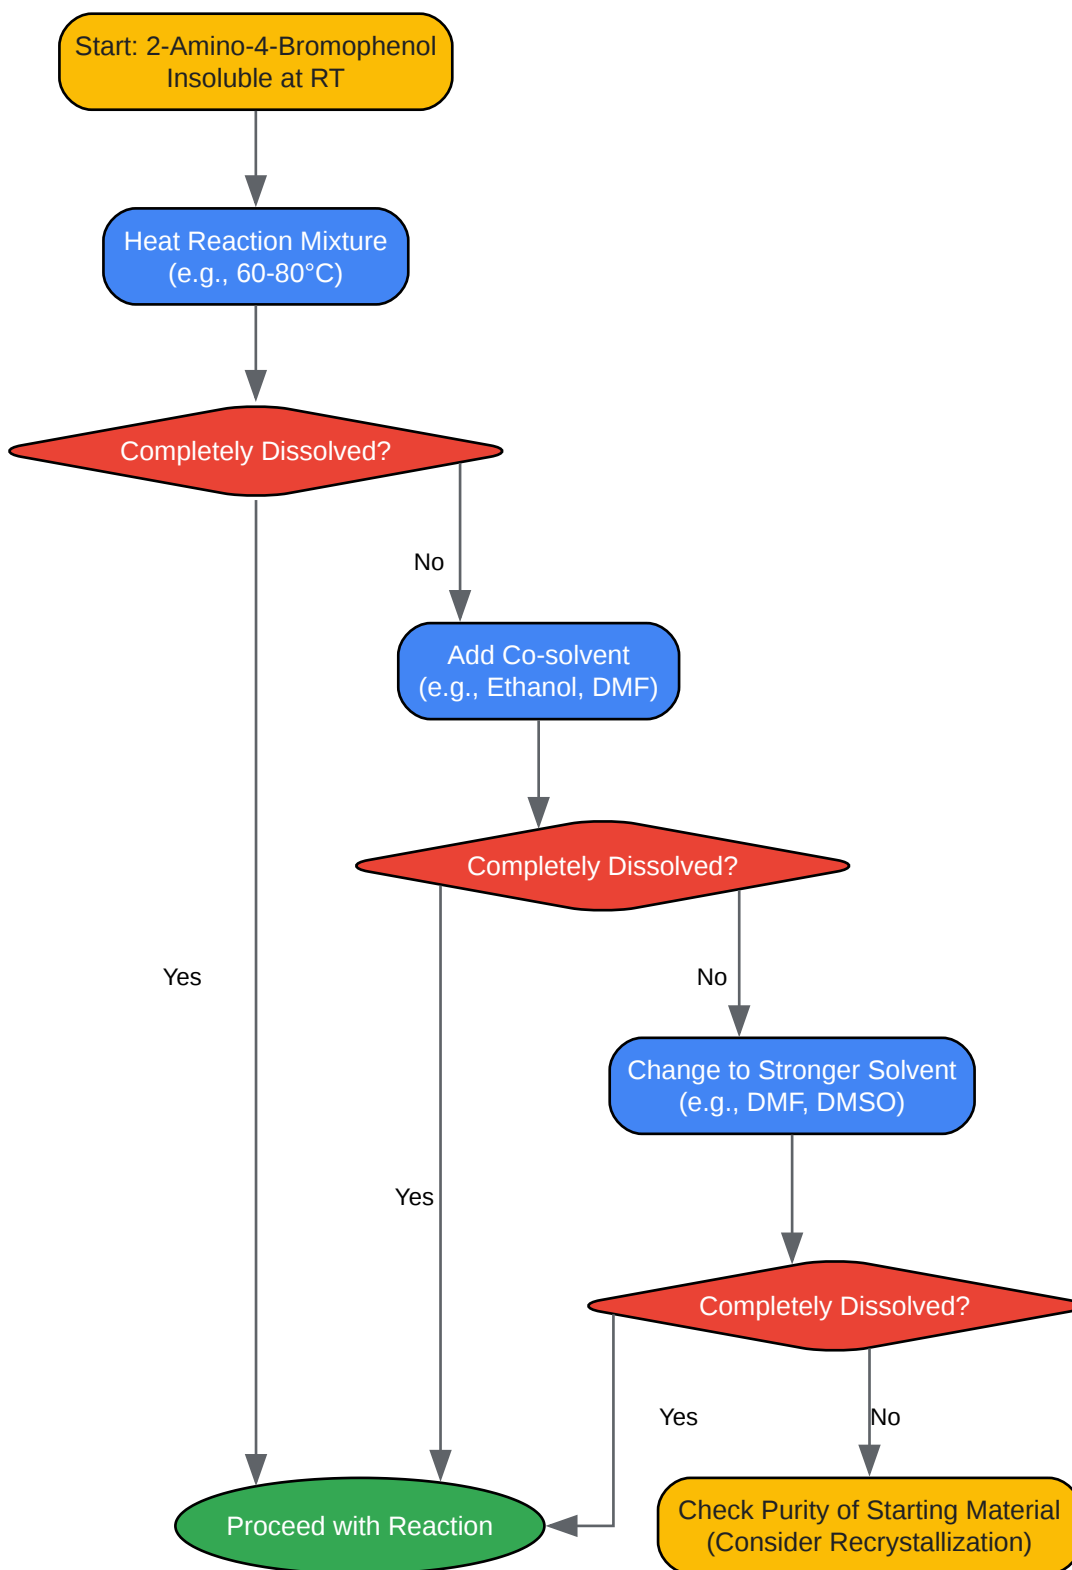 Start: 2-Amino-4-Bromophenol
Insoluble at RT
Heat Reaction Mixture
(e.g., 60-80°C)
Completely Dissolved?
No
Add Co-solvent
(e.g., Ethanol, DMF)
Completely Dissolved?
Yes
No
Change to Stronger Solvent
(e.g., DMF, DMSO)
Yes
Completely Dissolved?
Yes
No
Proceed with Reaction
Check Purity of Starting Material
(Consider Recrystallization)